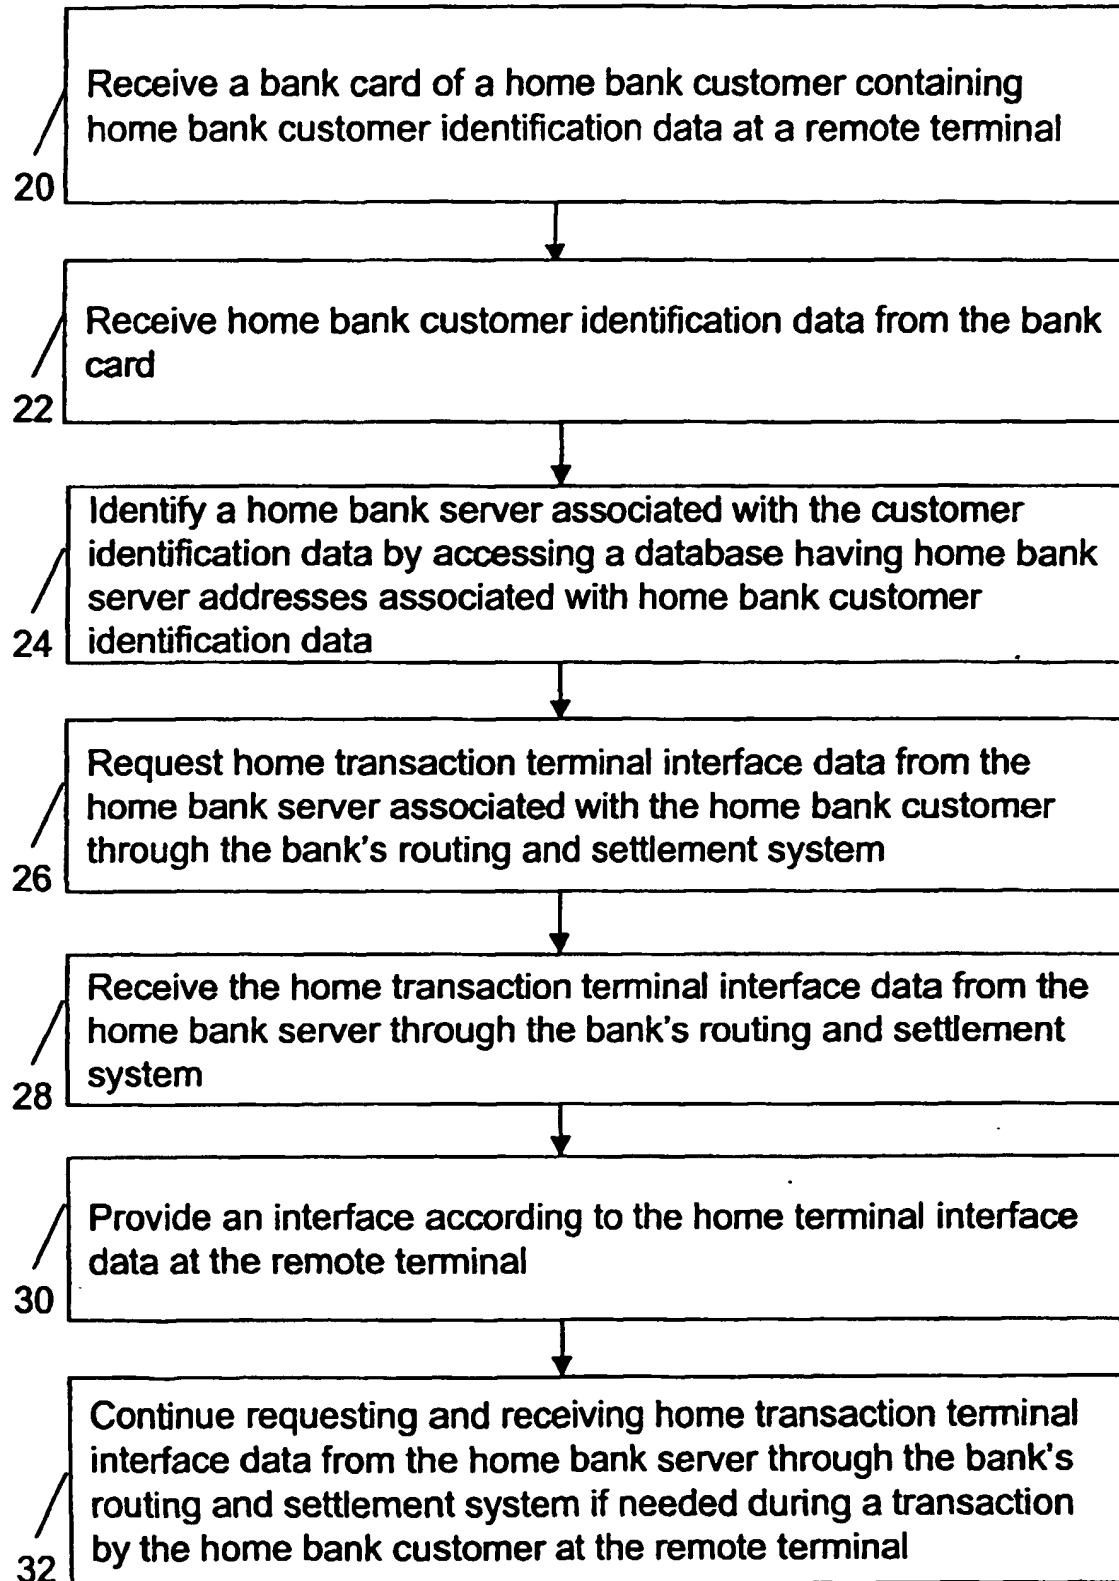 Receive a bank card of a home bank customer containing
home bank customer identification data at a remote terminal
20
Receive home bank customer identification data from the bank
card
22
Identify a home bank server associated with the customer
identification data by accessing a database having home bank
server addresses associated with home bank customer
identification data
24
Request home transaction terminal interface data from the
home bank server associated with the home bank customer
through the bank's routing and settlement system
26
Receive the home transaction terminal interface data from the
home bank server through the bank's routing and settlement
system
28
Provide an interface according to the home terminal interface
data at the remote terminal
30
Continue requesting and receiving home transaction terminal
interface data from the home bank server through the bank's
routing and settlement system if needed during a transaction
by the home bank customer at the remote terminal
32